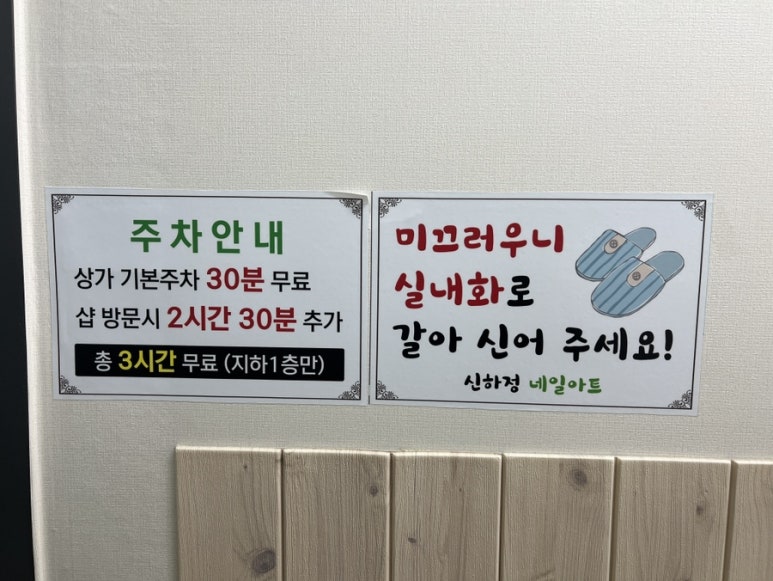 주차안내
상가 기본주차 30분 무료
샵 방문시 2시간 30분 추가
총 3시간 무료 (지하1층만)
미끄러우니
실내화로
갈아 신어 주세요!
신하정 네일아트